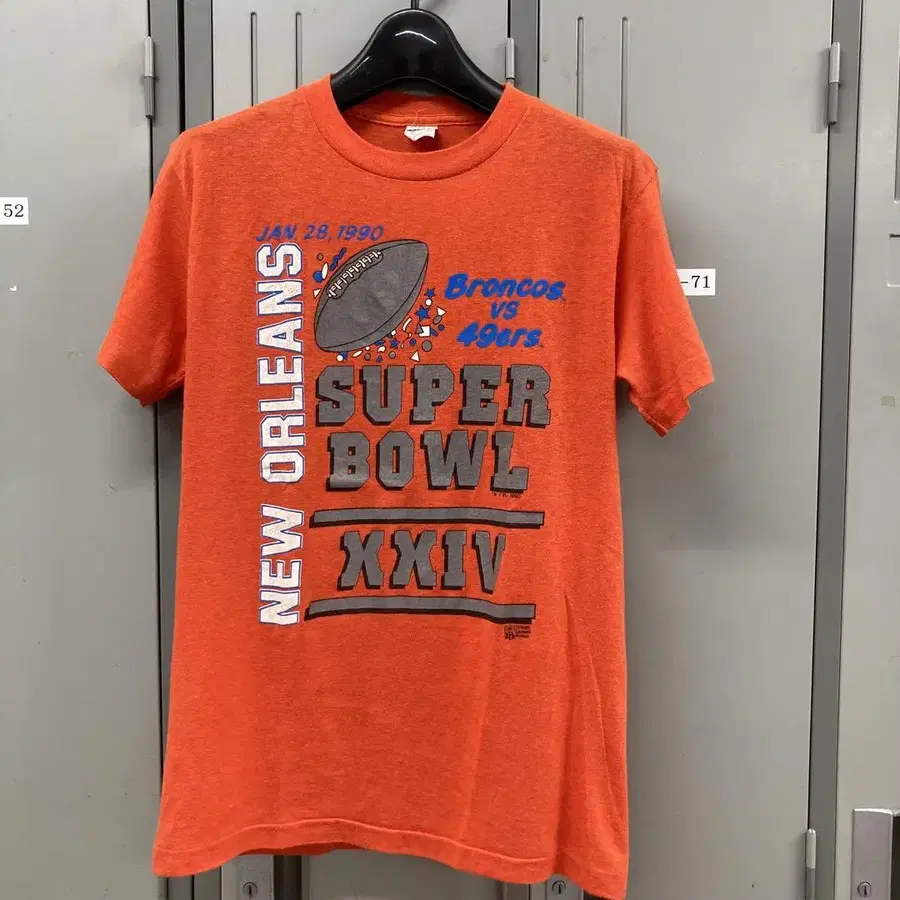 52
-71
JAN. 28, 1990
NEW ORLEANS
Broncos
VS
49ers
SUPER
BOWL
XXIV